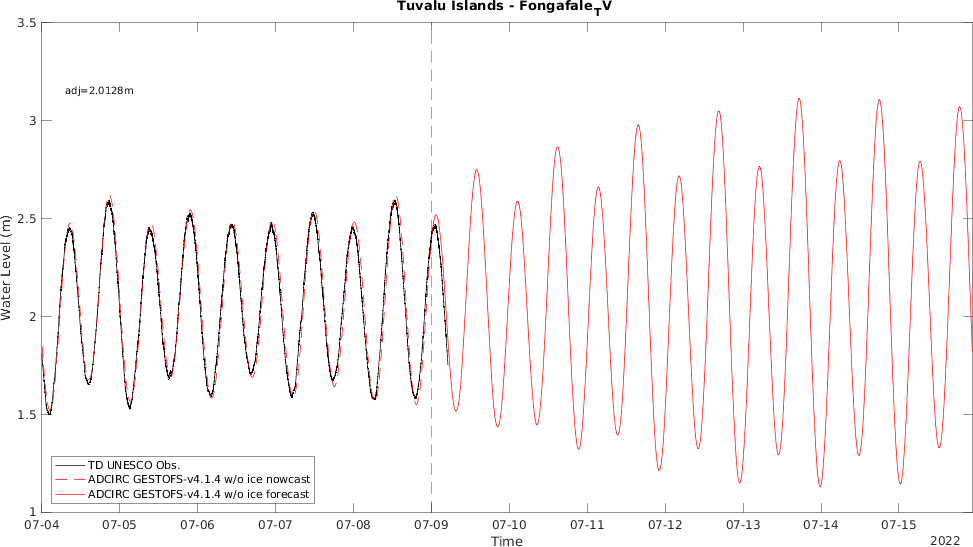 Tuvalu Islands - Fongafale_TV
3.5
adj=2.0128m
3
2.5
Water Level (m)
2
1.5
TD UNESCO Obs.
ADCIRC GESTOFS-v4.1.4 w/o ice nowcast
ADCIRC GESTOFS-v4.1.4 w/o ice forecast
1
07-04 07-05 07-06 07-07 07-08 07-09 07-10 07-11 07-12 07-13 07-14 07-15
Time
2022